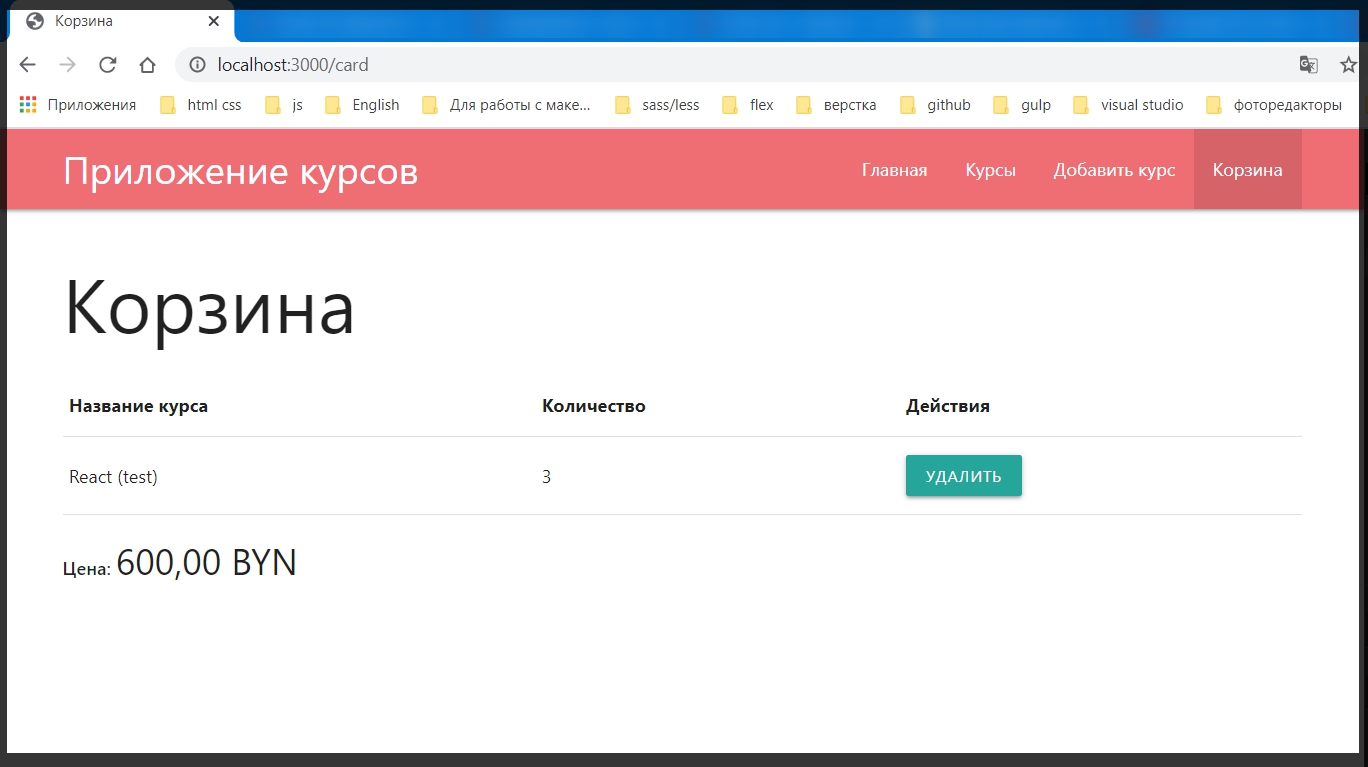 Корзина
localhost:3000/card
Приложения html css js English Для работы с маке... sass/less flex верстка github gulp visual studio фоторедакторы
Приложение курсов Главная Курсы Добавить курс Корзина
Корзина
Название курса Количество Действия
React (test) 3 УДАЛИТЬ
Цена: 600,00 BYN